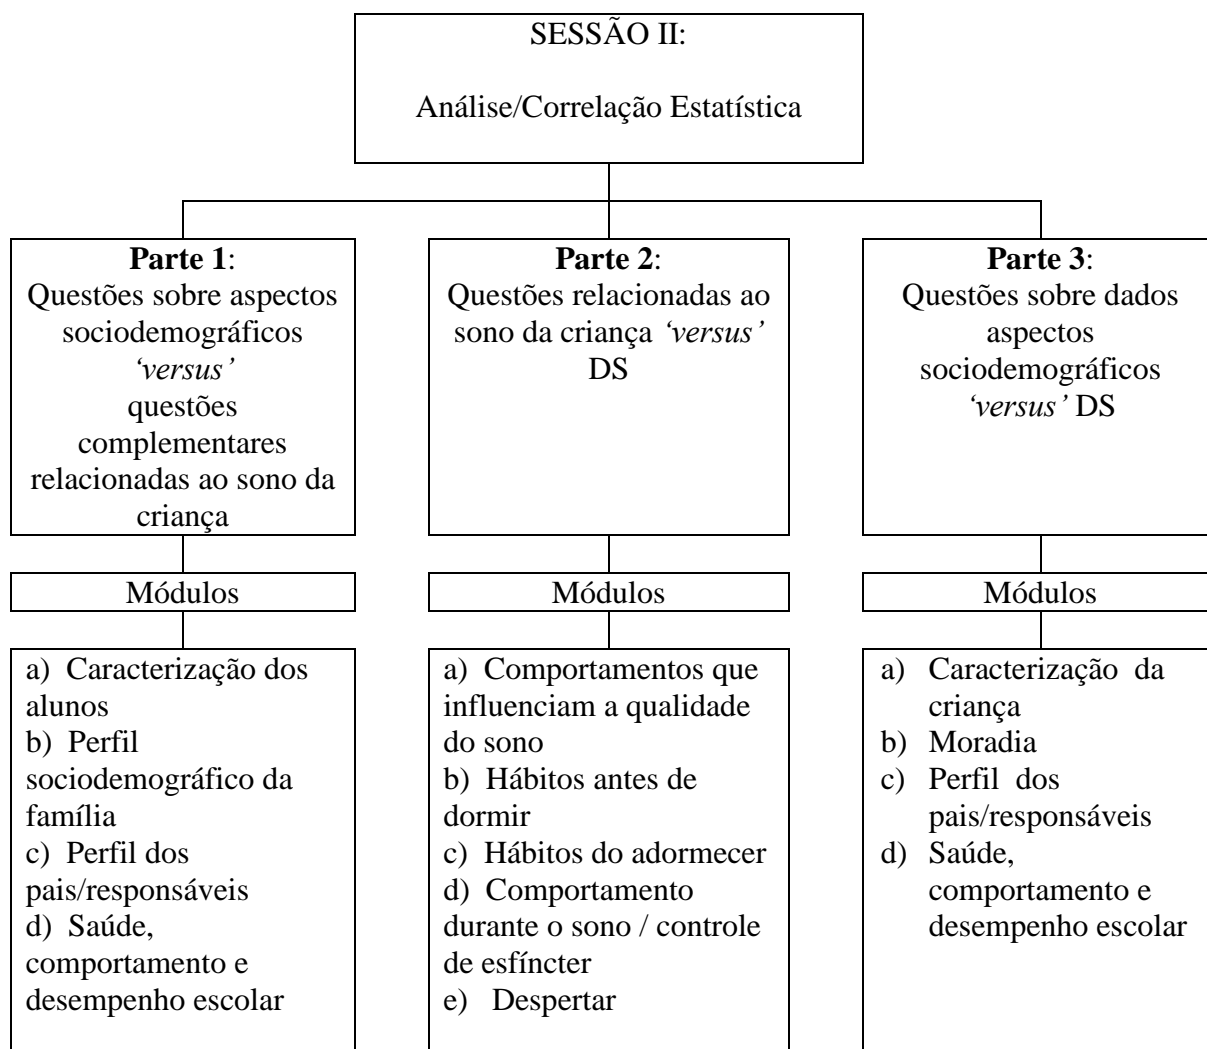 SESSÃO II:
Análise/Correlação Estatística
Parte 1:
Questões sobre aspectos
sociodemográficos
‘versus’
questões
complementares
relacionadas ao sono da
criança
Parte 2:
Questões relacionadas ao
sono da criança ‘versus’
DS
Parte 3:
Questões sobre dados
aspectos
sociodemográficos
‘versus’ DS
Módulos
Módulos
Módulos
a) Caracterização dos
alunos
b) Perfil
sociodemográfico da
família
c) Perfil dos
pais/responsáveis
d) Saúde,
comportamento e
desempenho escolar
a) Comportamentos que
influenciam a qualidade
do sono
b) Hábitos antes de
dormir
c) Hábitos do adormecer
d) Comportamento
durante o sono / controle
de esfíncter
e) Despertar
a) Caracterização da
criança
b) Moradia
c) Perfil dos
pais/responsáveis
d) Saúde,
comportamento e
desempenho escolar